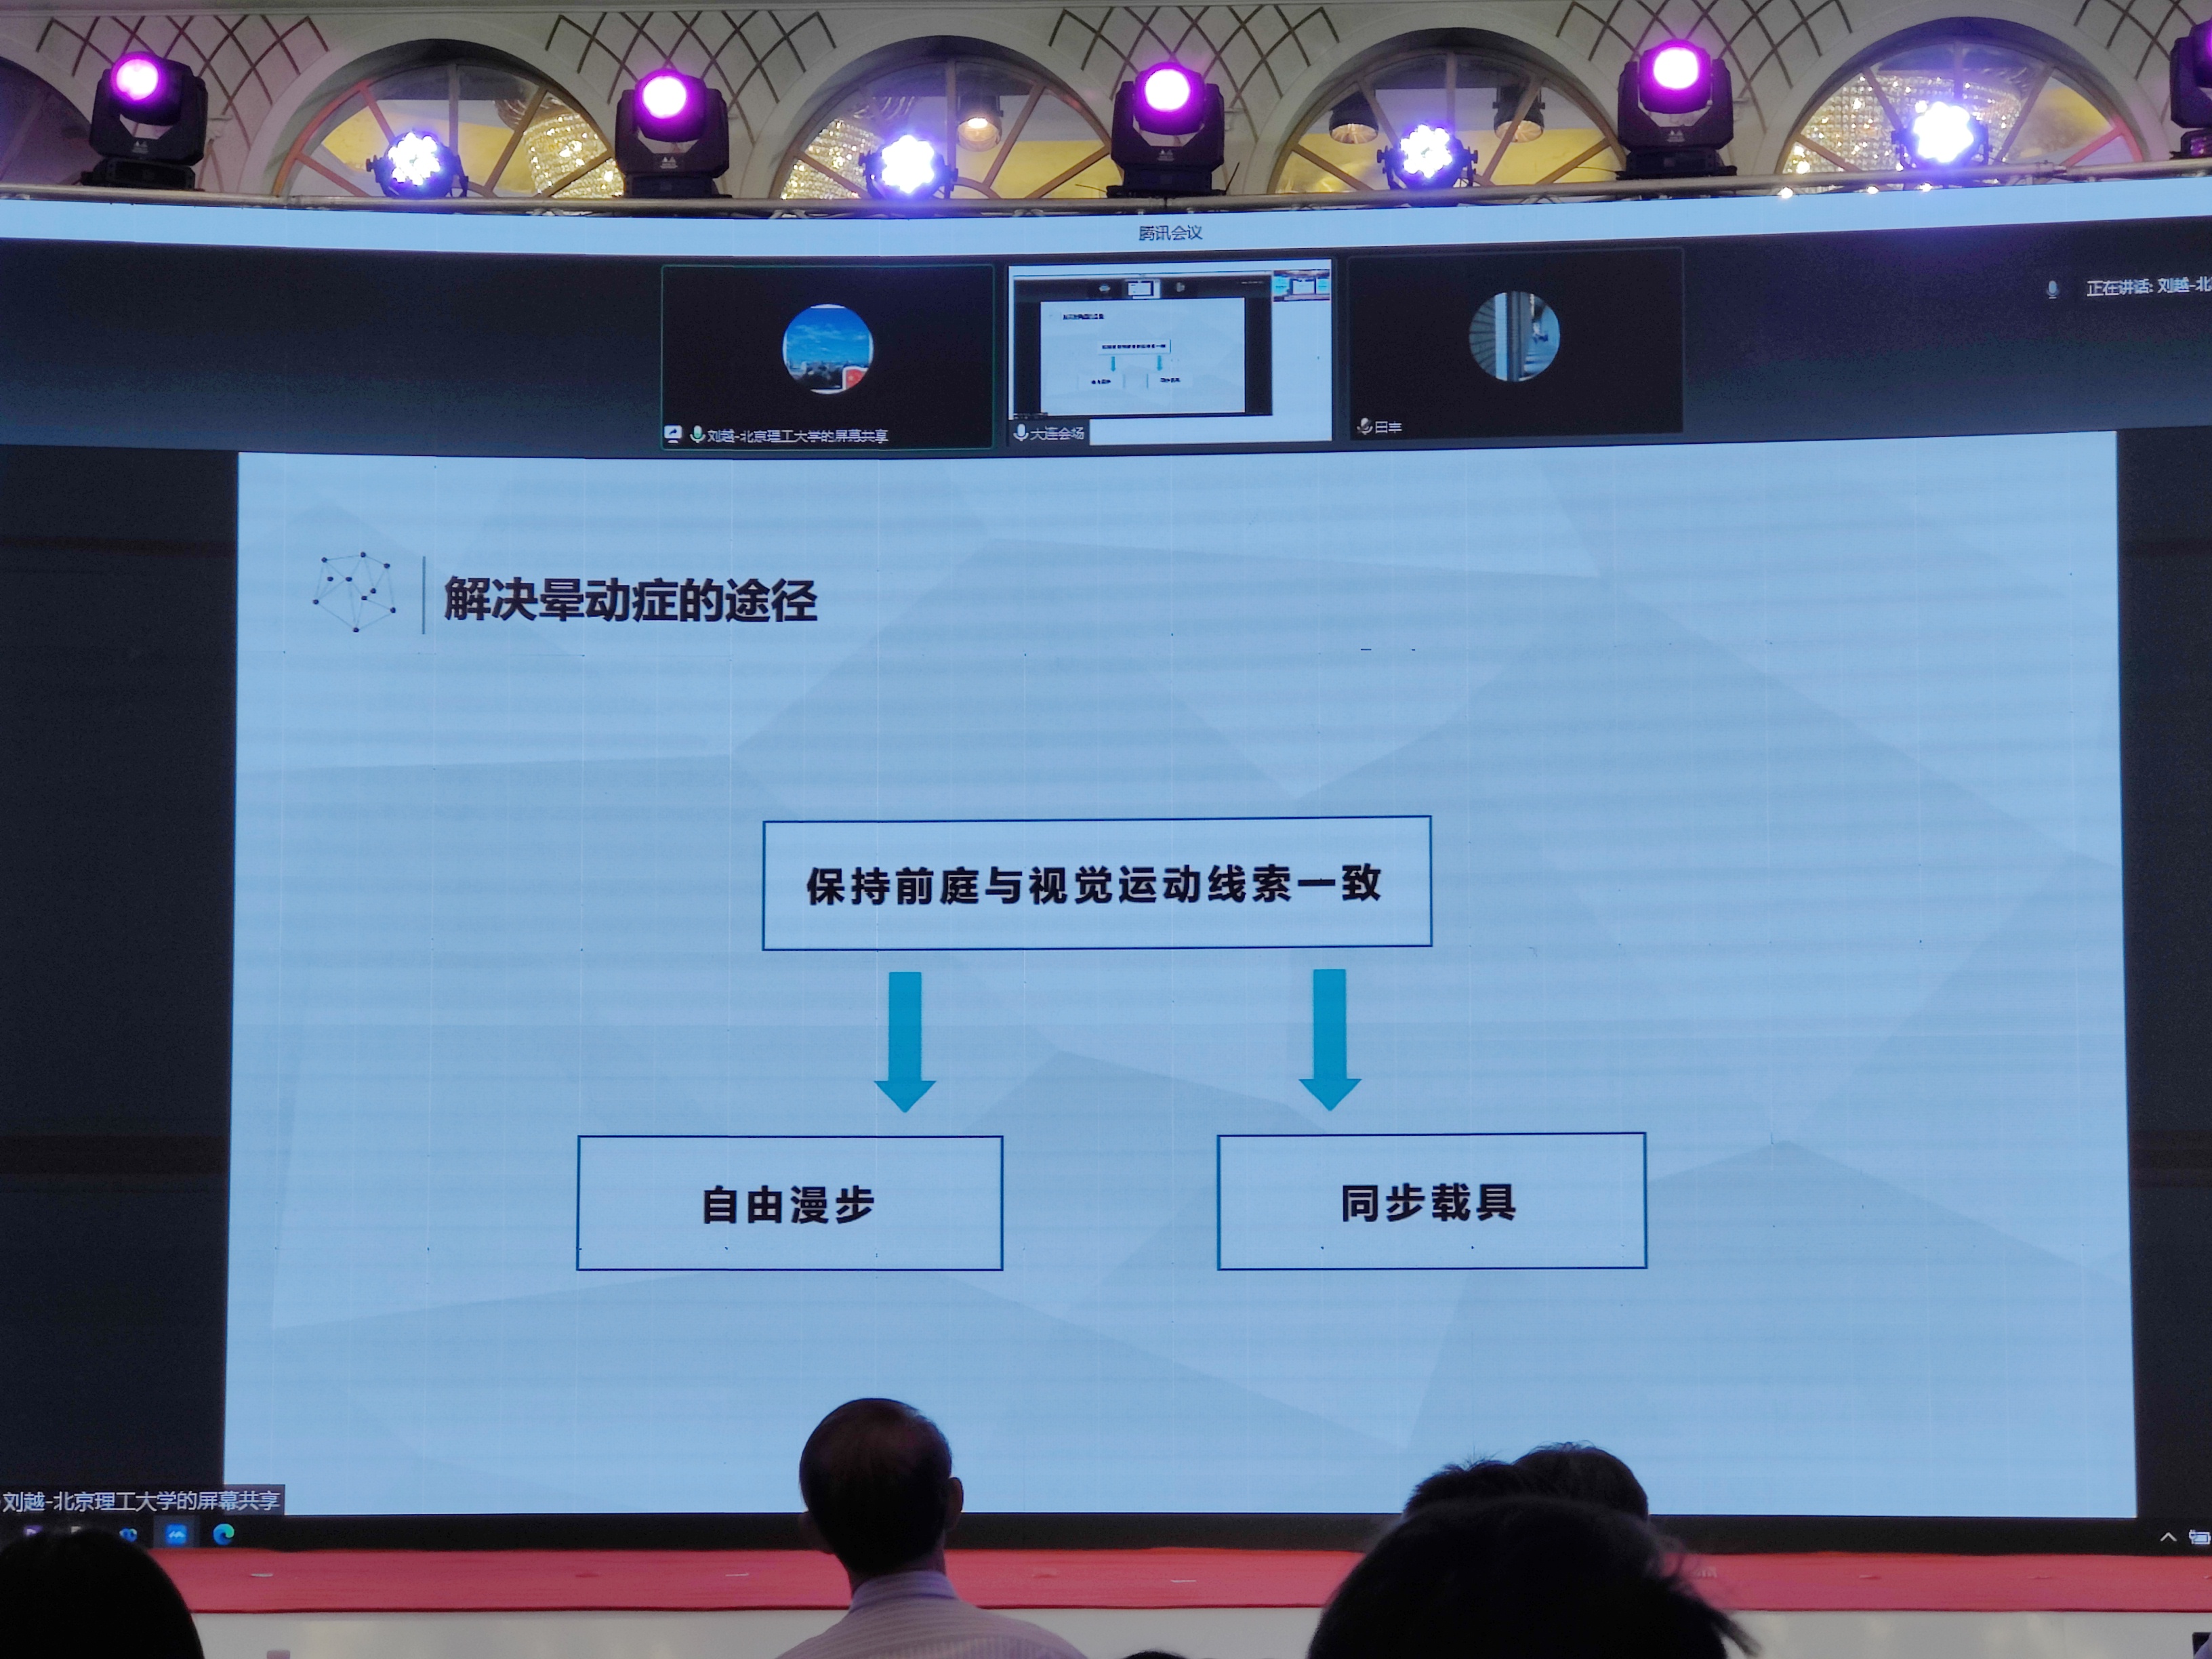 腾讯会议
正在讲话: 刘越-北
刘越-北京理工大学的屏幕共享
大连会场
田丰
解决晕动症的途径
保持前庭与视觉运动线索一致
自由漫步
同步载具
刘越-北京理工大学的屏幕共享